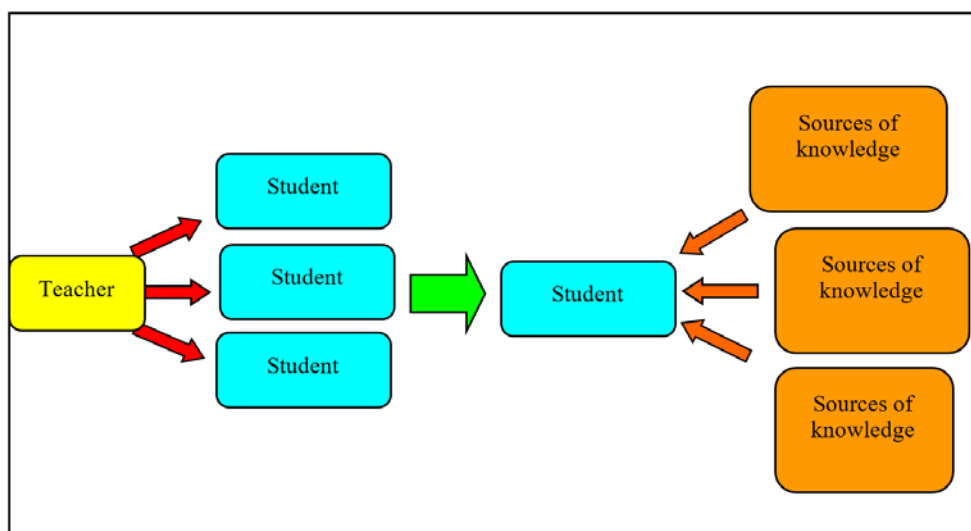 Teacher
Student
Student
Student
Student
Sources of
knowledge
Sources of
knowledge
Sources of
knowledge